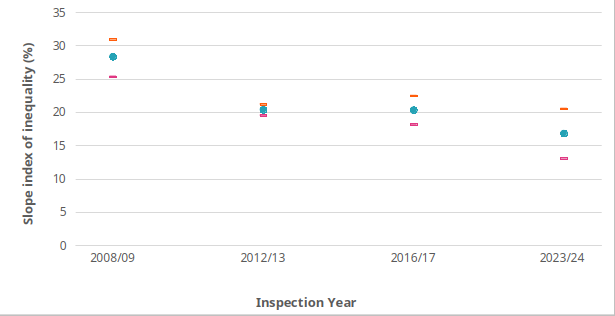 Slope index of inequality (%)
35
30
25
20
15
10
5
0
2008/09 2012/13 2016/17 2023/24
Inspection Year